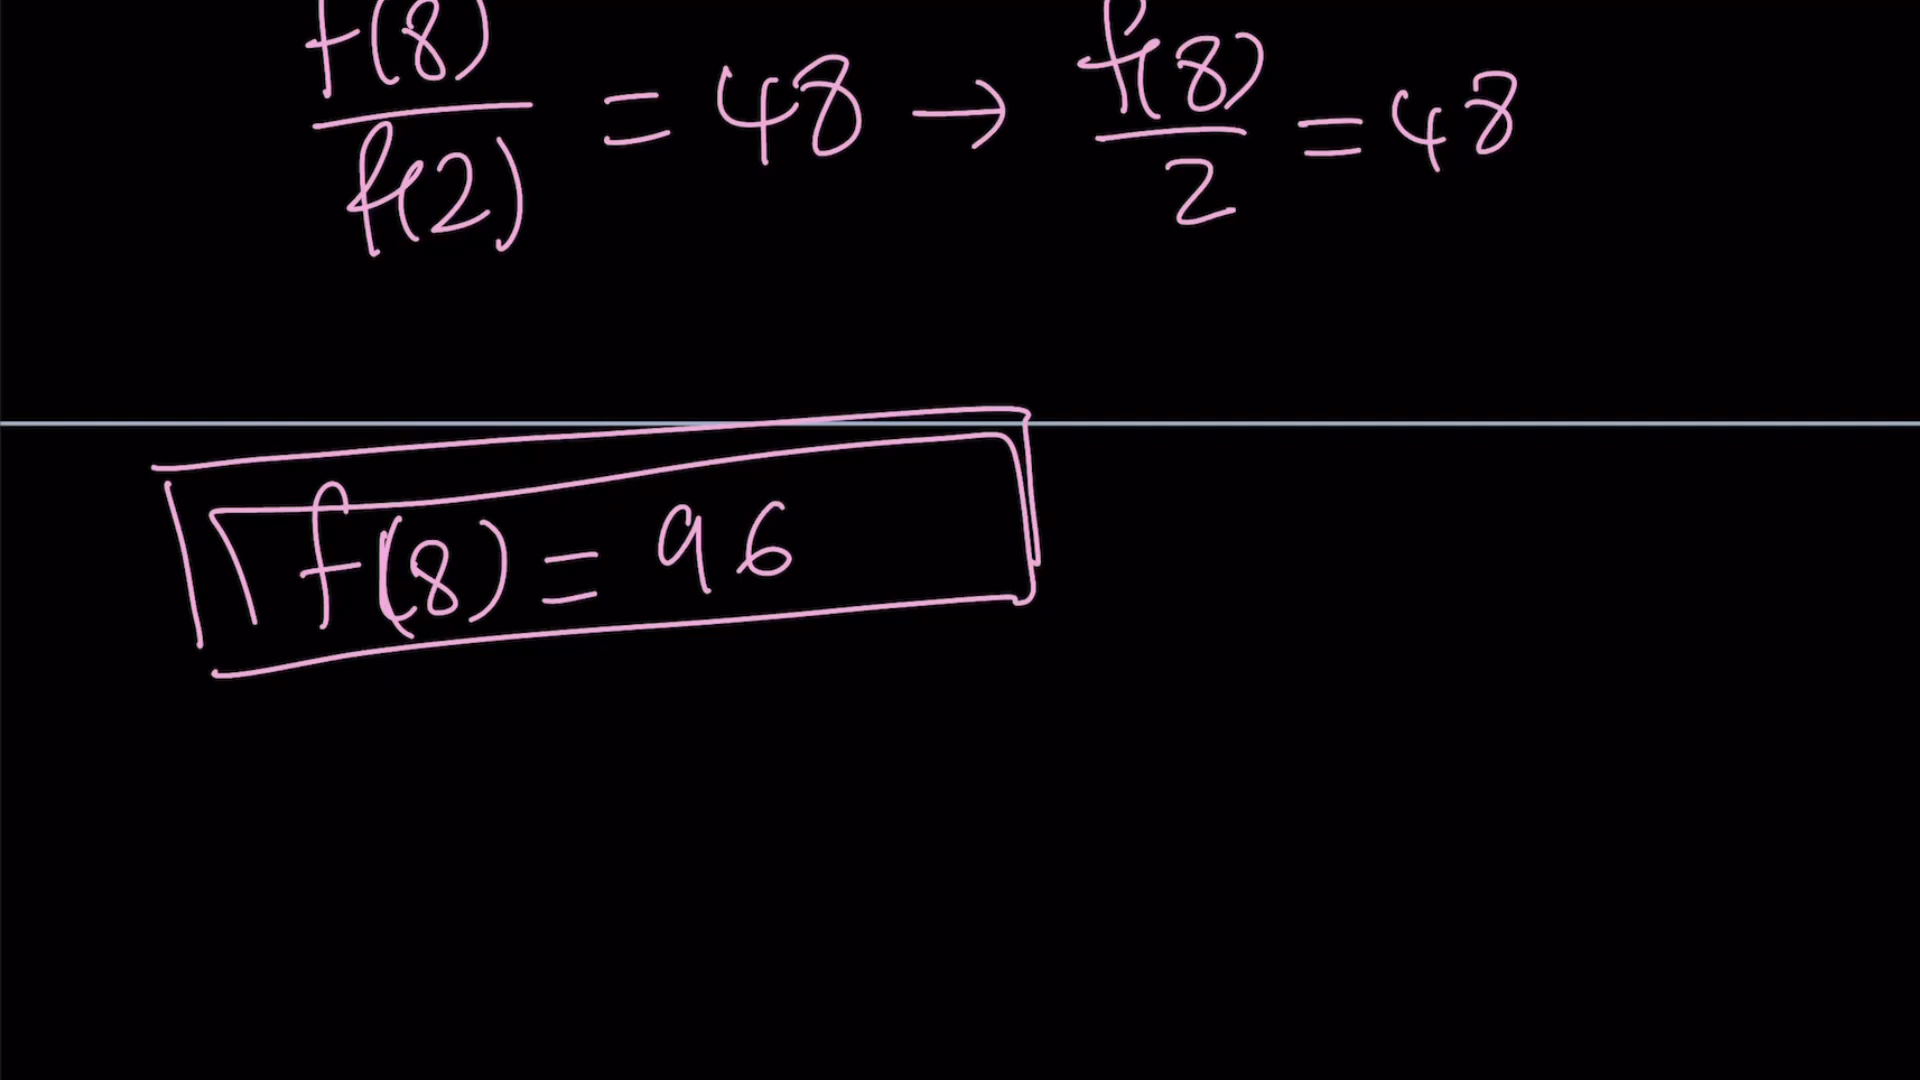 f(8)/f(2) = 48 → f(8)/2 = 48
f(8) = 96